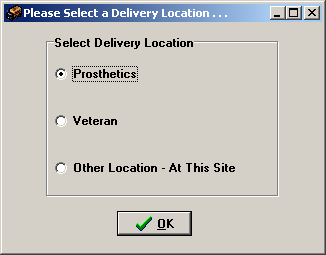 Please Select a Delivery Location . . .
Select Delivery Location
Prosthetics
Veteran
Other Location - At This Site
OK